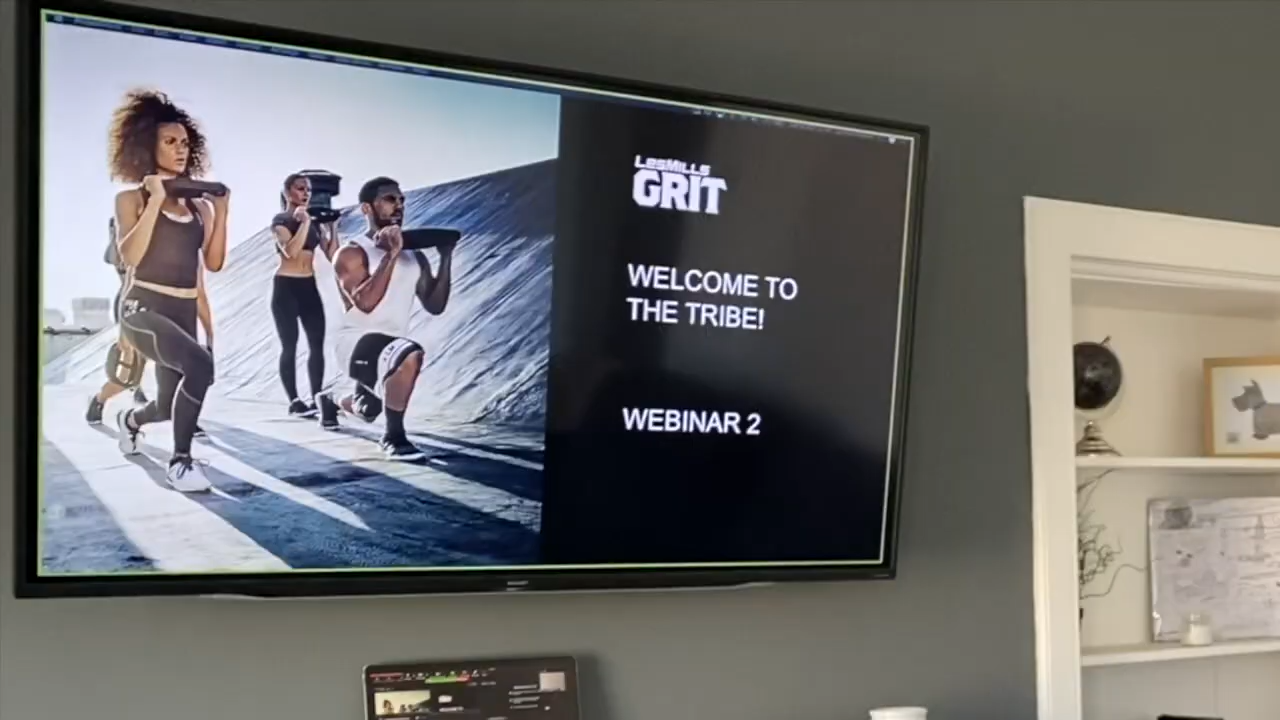 LESMILLS
GRIT
WELCOME TO
THE TRIBE!
WEBINAR 2